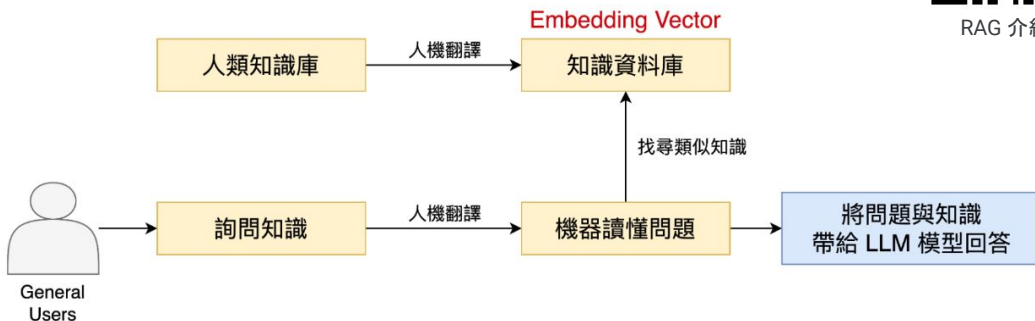 Embedding Vector
RAG 介
人類知識庫
人機翻譯
知識資料庫
找尋類似知識
詢問知識
人機翻譯
機器讀懂問題
將問題與知識
帶給 LLM 模型回答
General
Users